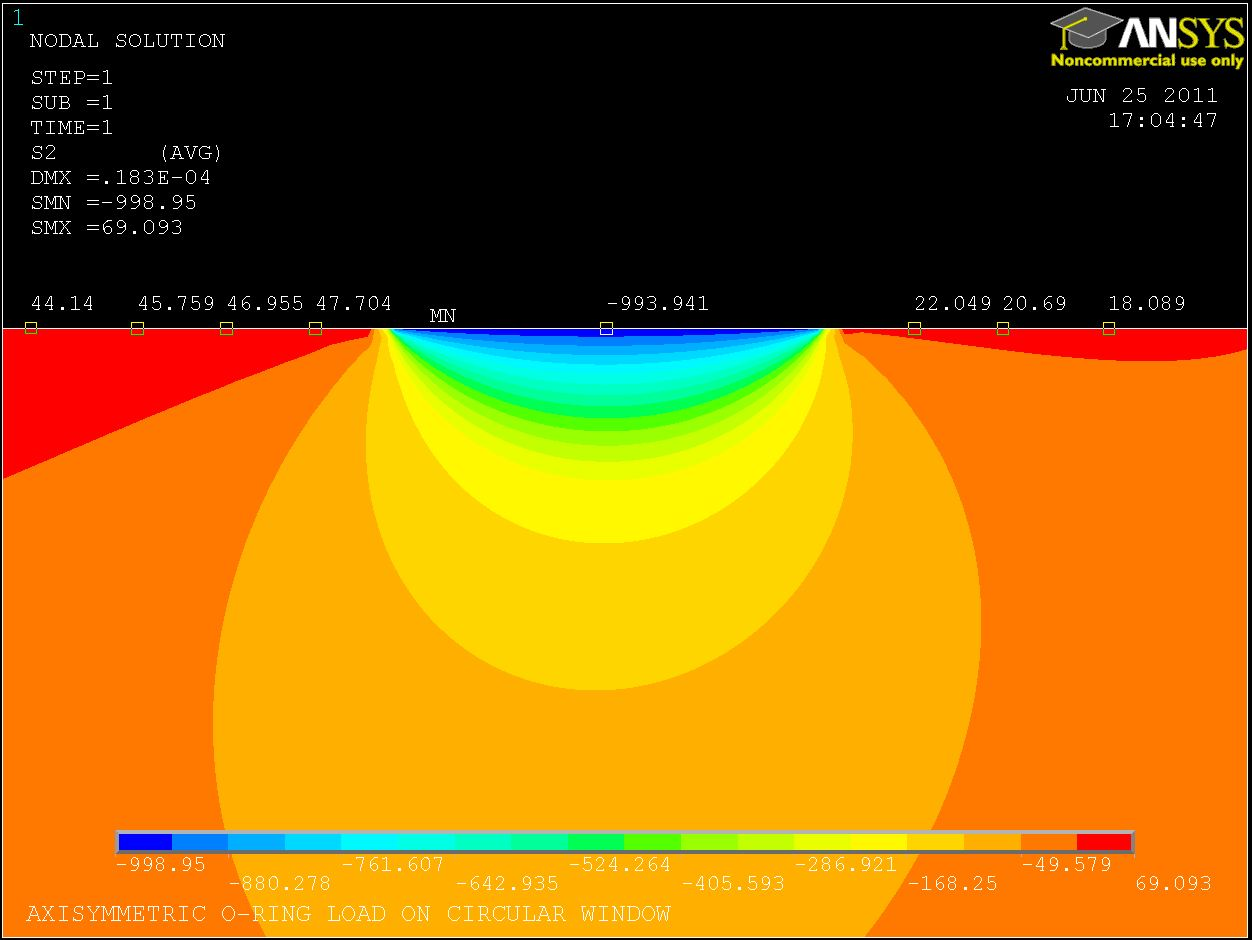 1
NODAL SOLUTION
STEP=1
SUB =1
TIME=1
S2 (AVG)
DMX =.183E-04
SMN =-998.95
SMX =69.093
ANSYS
Noncommercial use only
JUN 25 2011
17:04:47
44.14 45.759 46.955 47.704 -993.941 22.049 20.69 18.089
MN
-998.95 -761.607 -524.264 -286.921 -49.579
-880.278 -642.935 -405.593 -168.25 69.093
AXISYMMETRIC O-RING LOAD ON CIRCULAR WINDOW